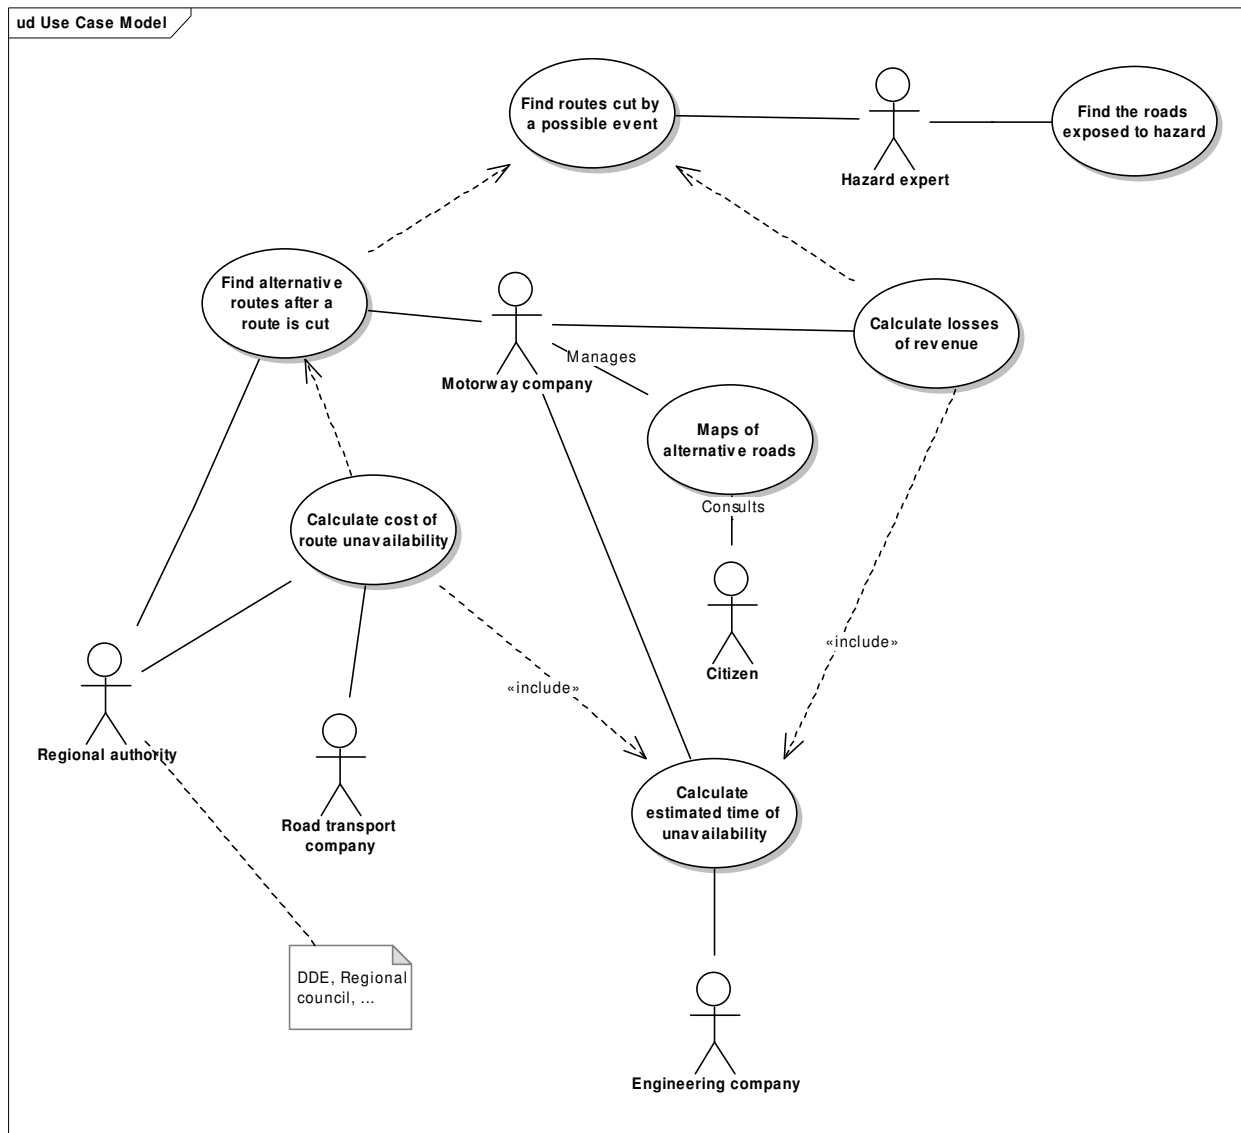 ud Use Case Model
Find routes cut by
a possible event
Find the roads
exposed to hazard
Hazard expert
Find alternative
routes after a
route is cut
Calculate losses
of revenue
Manages
Motorway company
Maps of
alternative roads
Consults
Calculate cost of
route unavailability
Citizen
«include»
«include»
Regional authority
Road transport
company
Calculate
estimated time of
unavailability
DDE, Regional
council, ...
Engineering company